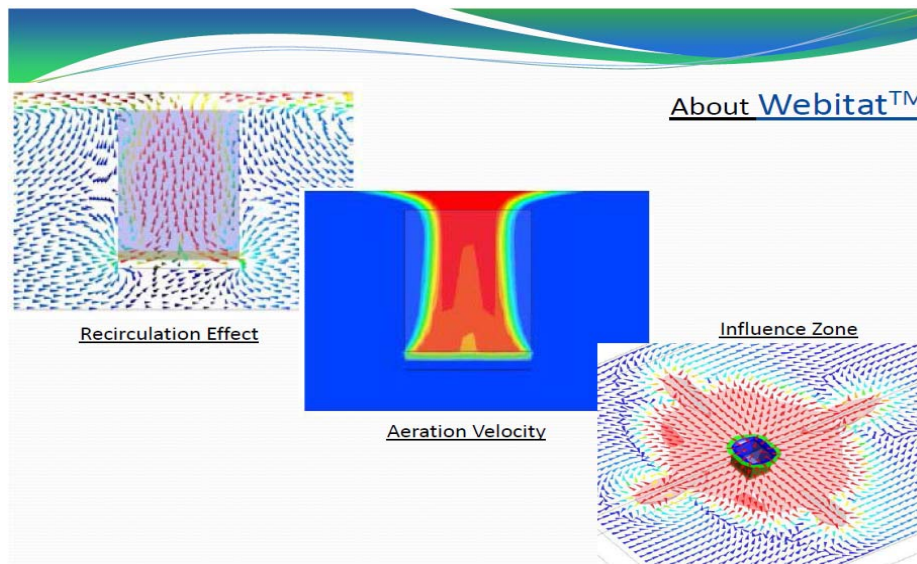 About Webitat™
Recirculation Effect
Influence Zone
Aeration Velocity